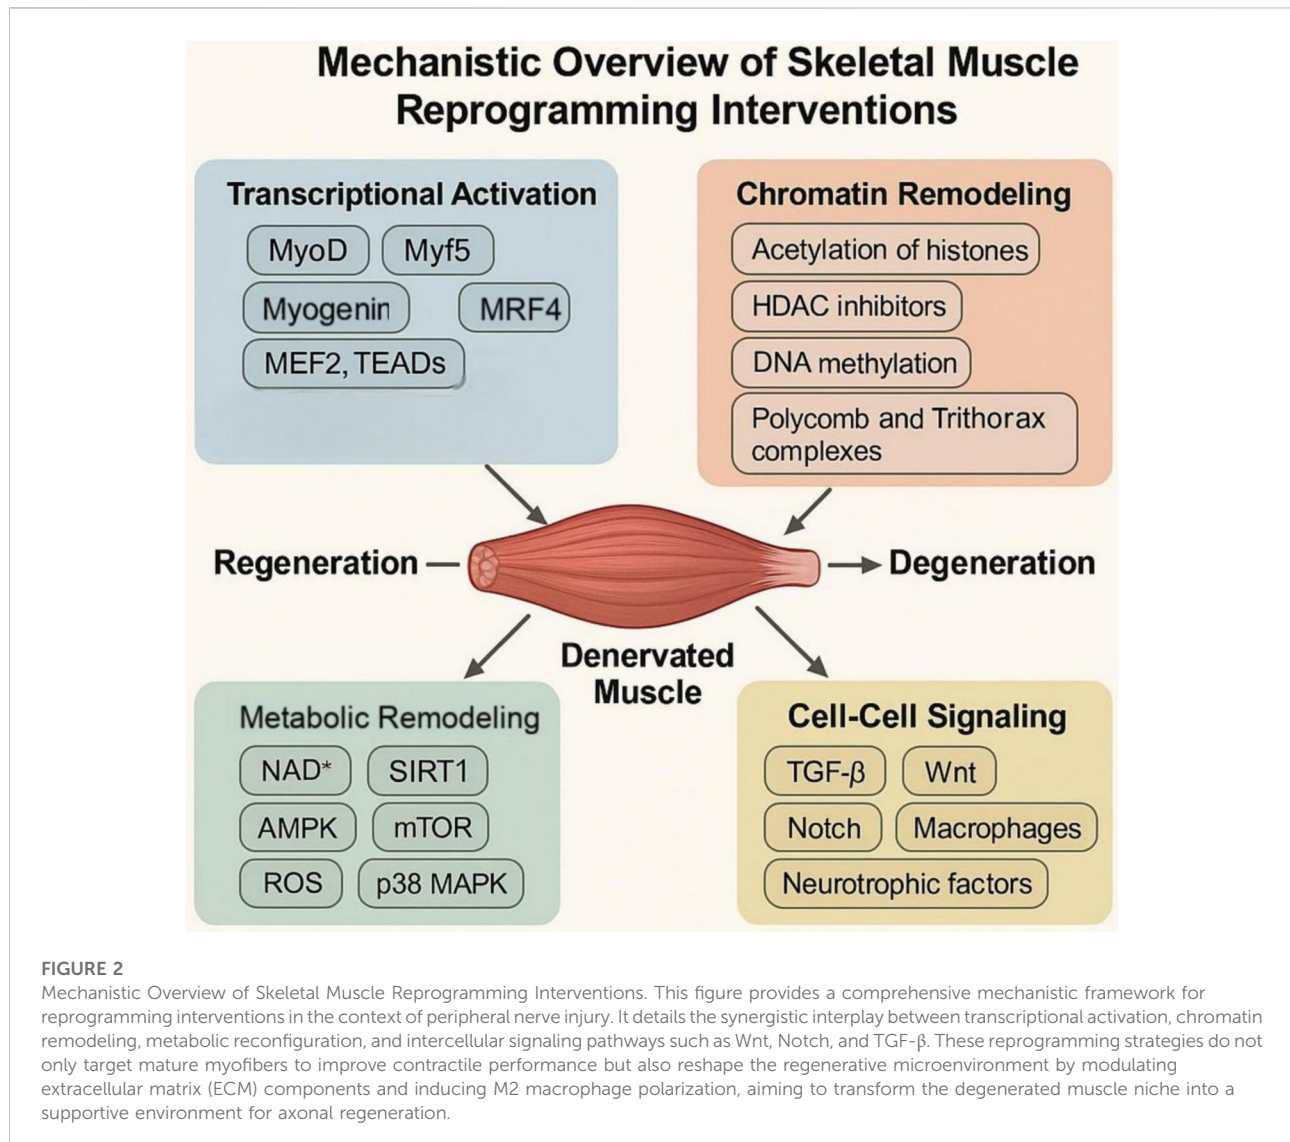 Mechanistic Overview of Skeletal Muscle
Reprogramming Interventions
Transcriptional Activation
MyoD
Myf5
Myogenin
MRF4
MEF2, TEADs
Chromatin Remodeling
Acetylation of histones
HDAC inhibitors
DNA methylation
Polycomb and Trithorax
complexes
Regeneration
Degeneration
Denervated
Muscle
Metabolic Remodeling
NAD*
SIRT1
AMPK
mTOR
ROS
p38 MAPK
Cell-Cell Signaling
TGF-β
Wnt
Notch
Macrophages
Neurotrophic factors
FIGURE 2
Mechanistic Overview of Skeletal Muscle Reprogramming Interventions. This figure provides a comprehensive mechanistic framework for
reprogramming interventions in the context of peripheral nerve injury. It details the synergistic interplay between transcriptional activation, chromatin
remodeling, metabolic reconfiguration, and intercellular signaling pathways such as Wnt, Notch, and TGF-β. These reprogramming strategies do not
only target mature myofibers to improve contractile performance but also reshape the regenerative microenvironment by modulating
extracellular matrix (ECM) components and inducing M2 macrophage polarization, aiming to transform the degenerated muscle niche into a
supportive environment for axonal regeneration.